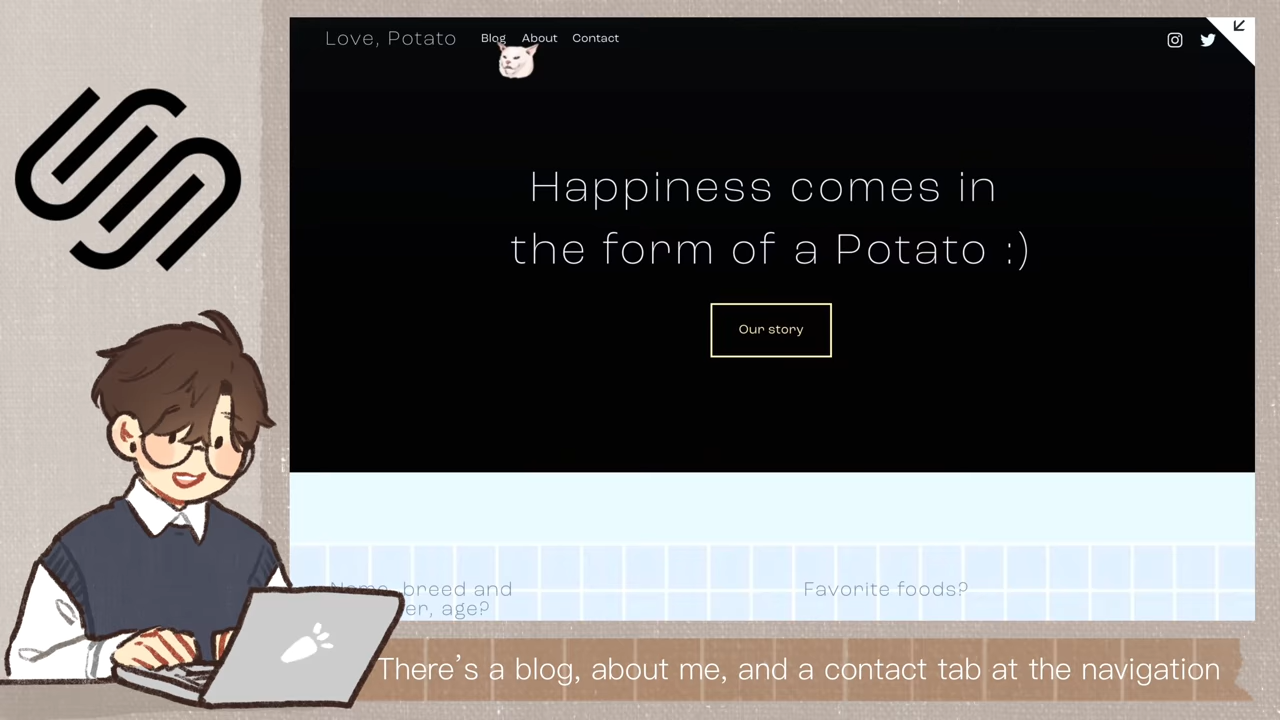 Love, Potato
Blog About Contact
Happiness comes in
the form of a Potato :)
Our story
Name, breed and
er, age?
Favorite foods?
There's a blog, about me, and a contact tab at the navigation